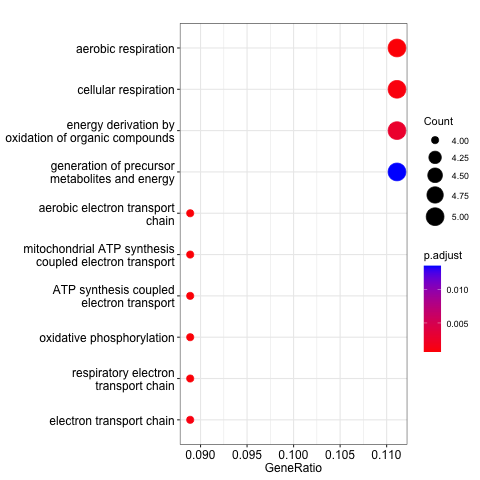 aerobic respiration
cellular respiration
energy derivation by
oxidation of organic compounds
generation of precursor
metabolites and energy
aerobic electron transport
chain
mitochondrial ATP synthesis
coupled electron transport
ATP synthesis coupled
electron transport
oxidative phosphorylation
respiratory electron
transport chain
electron transport chain
0.090 0.095 0.100 0.105 0.110
GeneRatio
Count
4.00
4.25
4.50
4.75
5.00
p.adjust
0.010
0.005